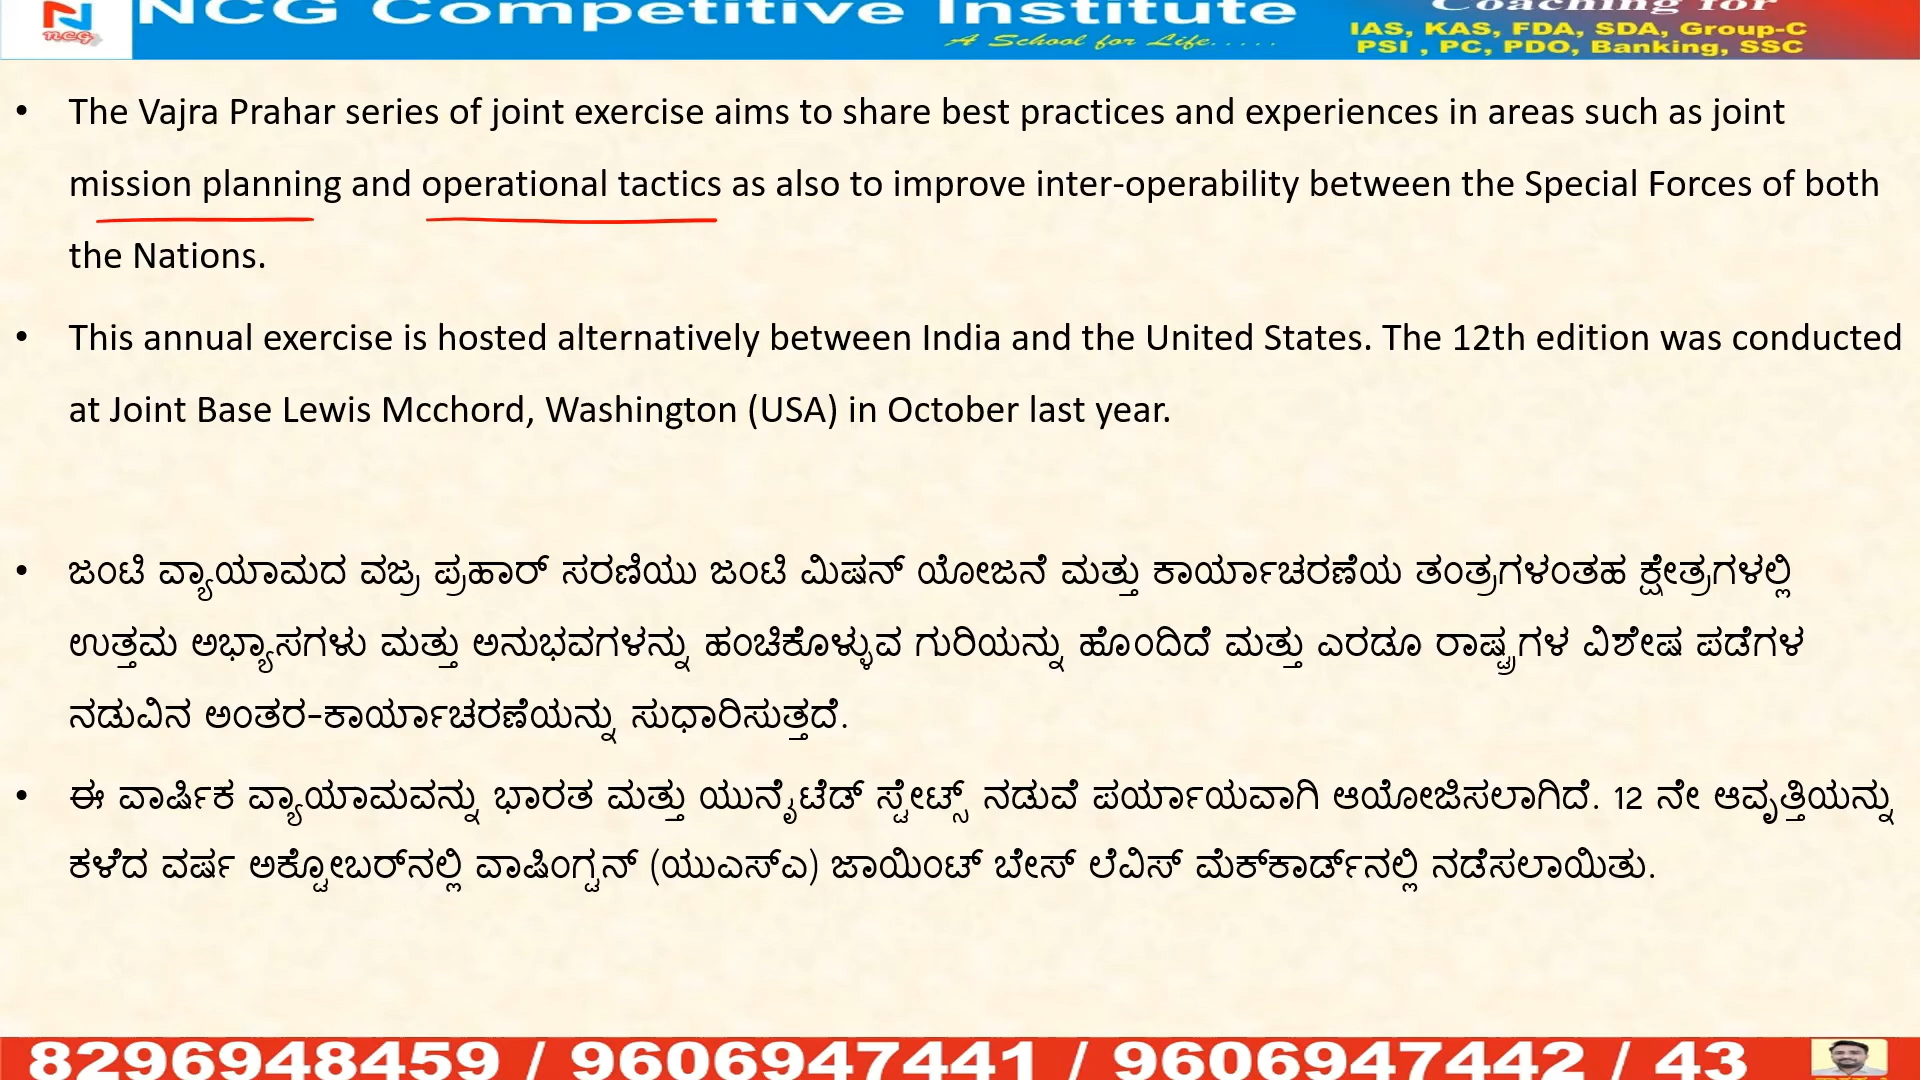 NCG Competitive Institute
A School for Life.....
Coaching for
IAS, KAS, FDA, SDA, Group-C
PSI , PC, PDO, Banking, SSC
ncg
• The Vajra Prahar series of joint exercise aims to share best practices and experiences in areas such as joint
mission planning and operational tactics as also to improve inter-operability between the Special Forces of both
the Nations.
• This annual exercise is hosted alternatively between India and the United States. The 12th edition was conducted
at Joint Base Lewis Mcchord, Washington (USA) in October last year.
• ಜಂಟಿ ವ್ಯಾಯಾಮದ ವಜ್ರ ಪ್ರಹಾರ್ ಸರಣಿಯು ಜಂಟಿ ಮಿಷನ್ ಯೋಜನೆ ಮತ್ತು ಕಾರ್ಯಾಚರಣೆಯ ತಂತ್ರಗಳಂತಹ ಕ್ಷೇತ್ರಗಳಲ್ಲಿ
ಉತ್ತಮ ಅಭ್ಯಾಸಗಳು ಮತ್ತು ಅನುಭವಗಳನ್ನು ಹಂಚಿಕೊಳ್ಳುವ ಗುರಿಯನ್ನು ಹೊಂದಿದೆ ಮತ್ತು ಎರಡೂ ರಾಷ್ಟ್ರಗಳ ವಿಶೇಷ ಪಡೆಗಳ
ನಡುವಿನ ಅಂತರ-ಕಾರ್ಯಾಚರಣೆಯನ್ನು ಸುಧಾರಿಸುತ್ತದೆ.
• ಈ ವಾರ್ಷಿಕ ವ್ಯಾಯಾಮವನ್ನು ಭಾರತ ಮತ್ತು ಯುನೈಟೆಡ್ ಸ್ಟೇಟ್ಸ್ ನಡುವೆ ಪರ್ಯಾಯವಾಗಿ ಆಯೋಜಿಸಲಾಗಿದೆ. 12 ನೇ ಆವೃತ್ತಿಯನ್ನು
ಕಳೆದ ವರ್ಷ ಅಕ್ಟೋಬರ್‌ನಲ್ಲಿ ವಾಷಿಂಗ್ಟನ್ (ಯುಎಸ್ಎ) ಜಾಯಿಂಟ್ ಬೇಸ್ ಲೆವಿಸ್ ಮೆಕ್‌ಕಾರ್ಡ್‌ನಲ್ಲಿ ನಡೆಸಲಾಯಿತು.
8296948459 / 9606947441 / 9606947442 / 43